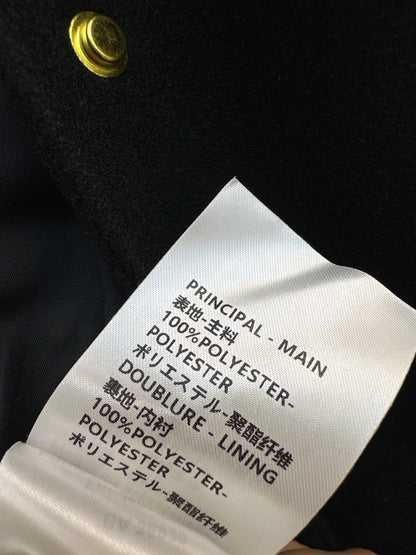 PRINCIPAL - MAIN
表地-主料
100%POLYESTER-
POLYESTER
ポリエステル-聚酯纤维
DOUBLURE - LINING
裏地-内衬
100%POLYESTER-
POLYESTER
ポリエステル-聚酯纤维